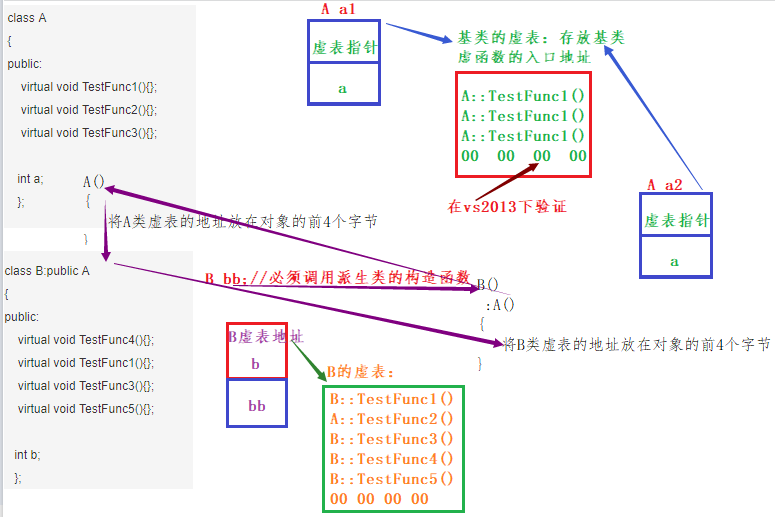 class A
{
public:
virtual void TestFunc1(){};
virtual void TestFunc2(){};
virtual void TestFunc3(){};
int a;
};
A()
{
将A类虚表的地址放在对象的前4个字节
}
A a1
虚表指针
a
基类的虚表：存放基类
虚函数的入口地址
A::TestFunc1()
A::TestFunc1()
A::TestFunc1()
00 00 00 00
在vs2013下验证
A a2
虚表指针
a
class B:public A
{
public:
virtual void TestFunc4(){};
virtual void TestFunc1(){};
virtual void TestFunc3(){};
virtual void TestFunc5(){};
int b;
};
B bb;//必须调用派生类的构造函数
B()
:A()
{
将B类虚表的地址放在对象的前4个字节
}
B虚表地址
b
bb
B的虚表：
B::TestFunc1()
A::TestFunc2()
B::TestFunc3()
B::TestFunc4()
B::TestFunc5()
00 00 00 00